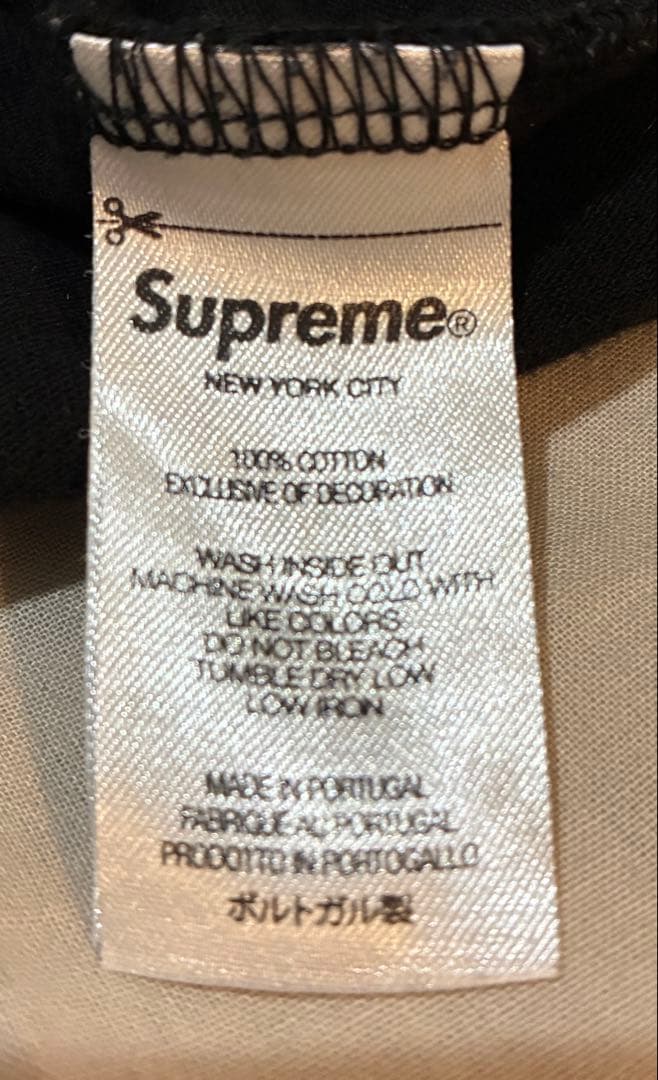 Supreme®
NEW YORK CITY
100% COTTON
EXCLUSIVE OF DECORATION
WASH INSIDE OUT
MACHINE WASH COLD WITH
LIKE COLORS
DO NOT BLEACH
TUMBLE DRY LOW
LOW IRON
MADE IN PORTUGAL
FABRIQUÉ AU PORTUGAL
PRODOTTO IN PORTOGALLO
ポルトガル製